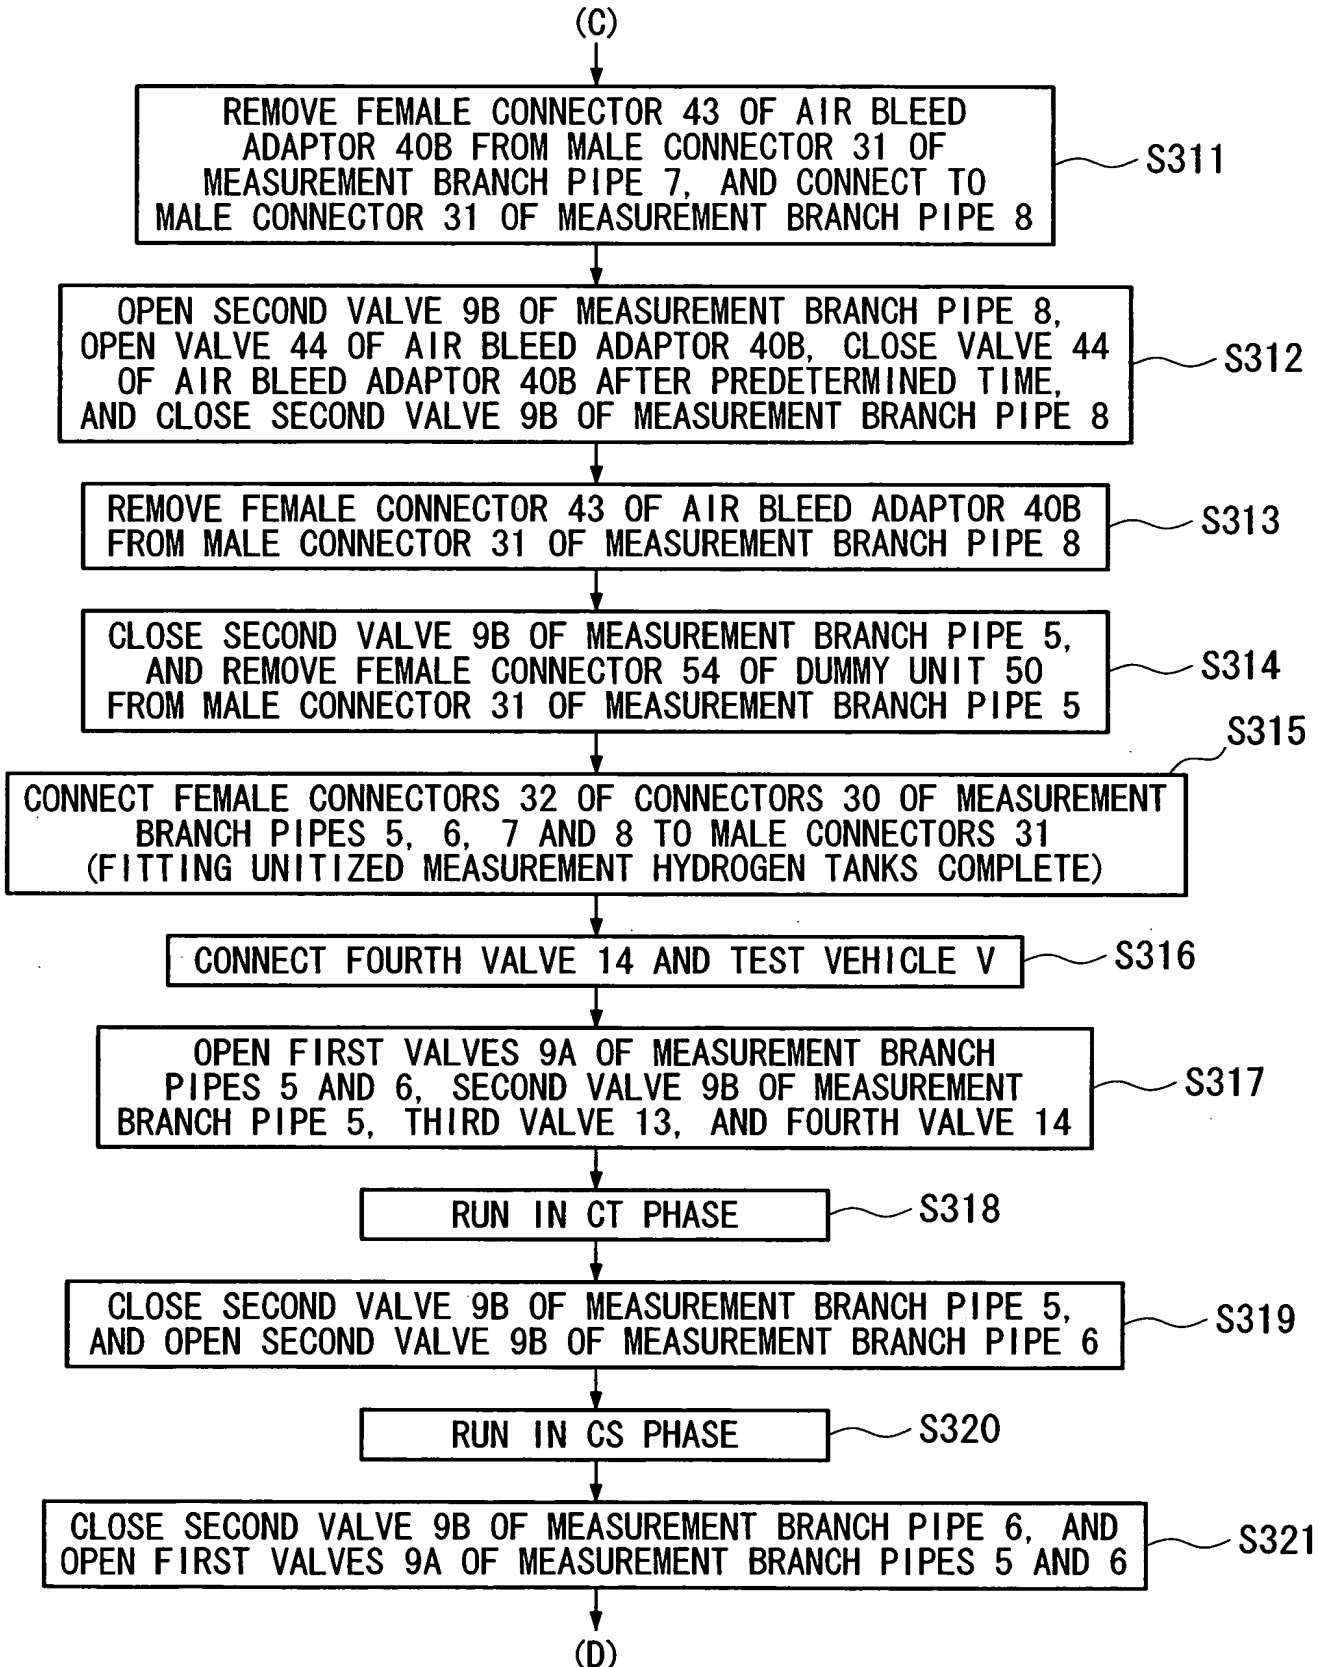 (C)
REMOVE FEMALE CONNECTOR 43 OF AIR BLEED
ADAPTOR 40B FROM MALE CONNECTOR 31 OF
MEASUREMENT BRANCH PIPE 7, AND CONNECT TO
MALE CONNECTOR 31 OF MEASUREMENT BRANCH PIPE 8
S311
OPEN SECOND VALVE 9B OF MEASUREMENT BRANCH PIPE 8,
OPEN VALVE 44 OF AIR BLEED ADAPTOR 40B, CLOSE VALVE 44
OF AIR BLEED ADAPTOR 40B AFTER PREDETERMINED TIME,
AND CLOSE SECOND VALVE 9B OF MEASUREMENT BRANCH PIPE 8
S312
REMOVE FEMALE CONNECTOR 43 OF AIR BLEED ADAPTOR 40B
FROM MALE CONNECTOR 31 OF MEASUREMENT BRANCH PIPE 8
S313
CLOSE SECOND VALVE 9B OF MEASUREMENT BRANCH PIPE 5,
AND REMOVE FEMALE CONNECTOR 54 OF DUMMY UNIT 50
FROM MALE CONNECTOR 31 OF MEASUREMENT BRANCH PIPE 5
S314
S315
CONNECT FEMALE CONNECTORS 32 OF CONNECTORS 30 OF MEASUREMENT
BRANCH PIPES 5, 6, 7 AND 8 TO MALE CONNECTORS 31
(FITTING UNITIZED MEASUREMENT HYDROGEN TANKS COMPLETE)
CONNECT FOURTH VALVE 14 AND TEST VEHICLE V
S316
OPEN FIRST VALVES 9A OF MEASUREMENT BRANCH
PIPES 5 AND 6, SECOND VALVE 9B OF MEASUREMENT
BRANCH PIPE 5, THIRD VALVE 13, AND FOURTH VALVE 14
S317
RUN IN CT PHASE
S318
CLOSE SECOND VALVE 9B OF MEASUREMENT BRANCH PIPE 5,
AND OPEN SECOND VALVE 9B OF MEASUREMENT BRANCH PIPE 6
S319
RUN IN CS PHASE
S320
CLOSE SECOND VALVE 9B OF MEASUREMENT BRANCH PIPE 6, AND
OPEN FIRST VALVES 9A OF MEASUREMENT BRANCH PIPES 5 AND 6
S321
(D)